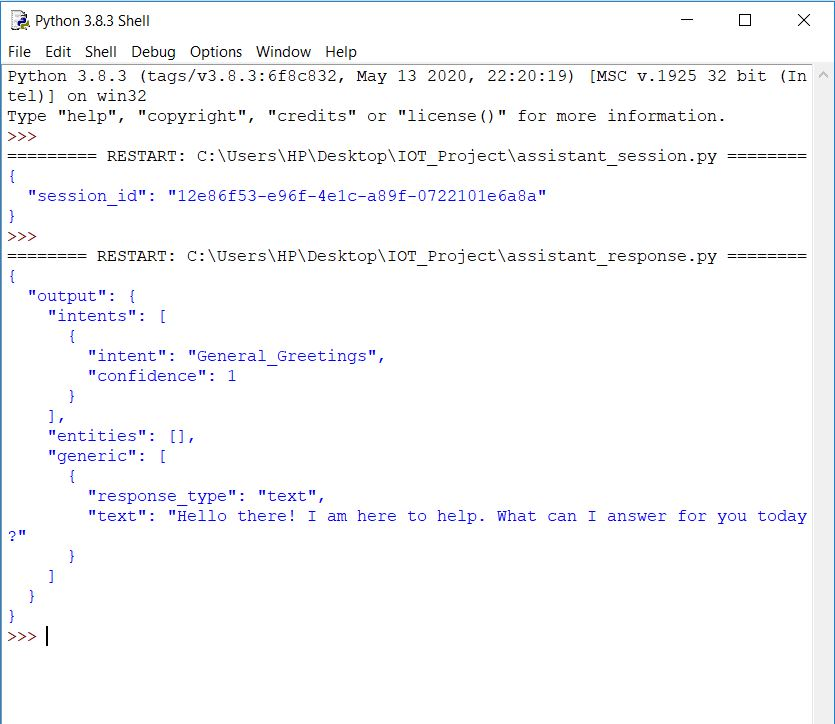 Python 3.8.3 Shell
File Edit Shell Debug Options Window Help
Python 3.8.3 (tags/v3.8.3:6f8c832, May 13 2020, 22:20:19) [MSC v.1925 32 bit (In
tel)] on win32
Type "help", "copyright", "credits" or "license()" for more information.
>>>
========= RESTART: C:\Users\HP\Desktop\IOT_Project\assistant_session.py ========
{
  "session_id": "12e86f53-e96f-4e1c-a89f-0722101e6a8a"
}
>>>
======== RESTART: C:\Users\HP\Desktop\IOT_Project\assistant_response.py ========
{
  "output": {
    "intents": [
      {
        "intent": "General_Greetings",
        "confidence": 1
      }
    ],
    "entities": [],
    "generic": [
      {
        "response_type": "text",
        "text": "Hello there! I am here to help. What can I answer for you today
?"
      }
    ]
  }
}
>>>